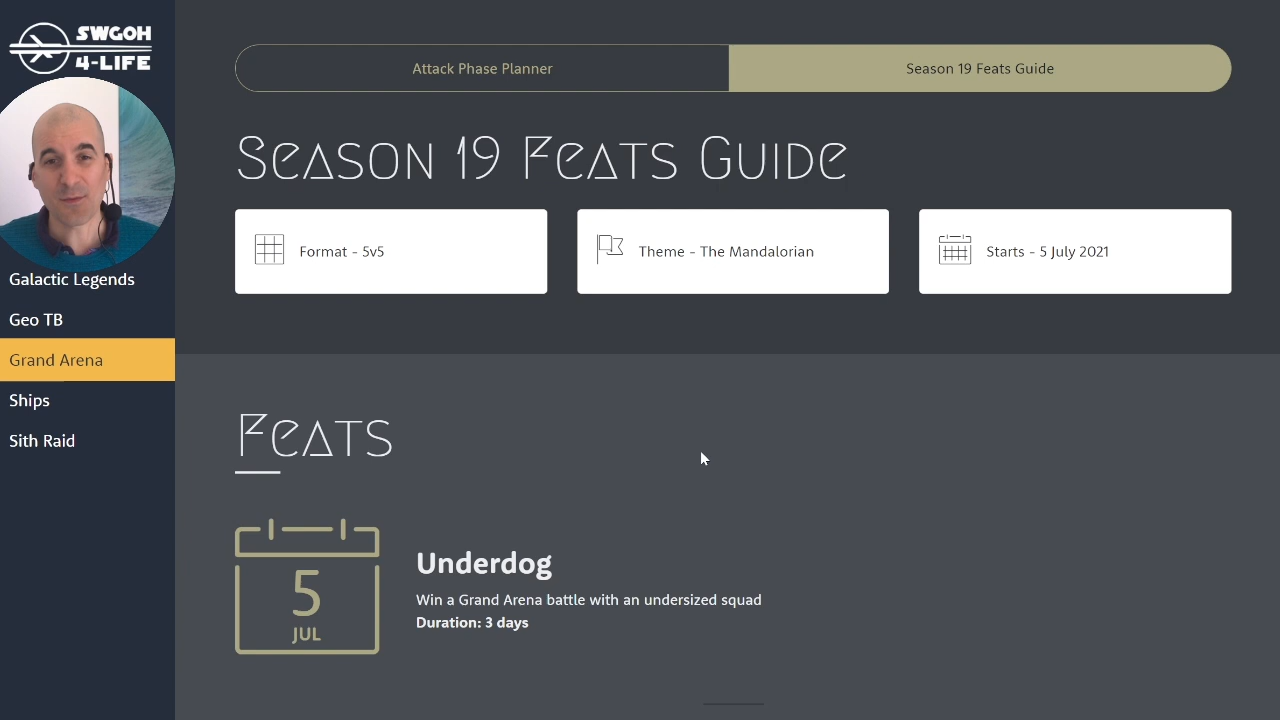 SWGOH
4-LIFE
Galactic Legends
Geo TB
Grand Arena
Ships
Sith Raid
Attack Phase Planner
Season 19 Feats Guide
Season 19 Feats Guide
Format - 5v5
Theme - The Mandalorian
Starts - 5 July 2021
Feats
5
JUL
Underdog
Win a Grand Arena battle with an undersized squad
Duration: 3 days